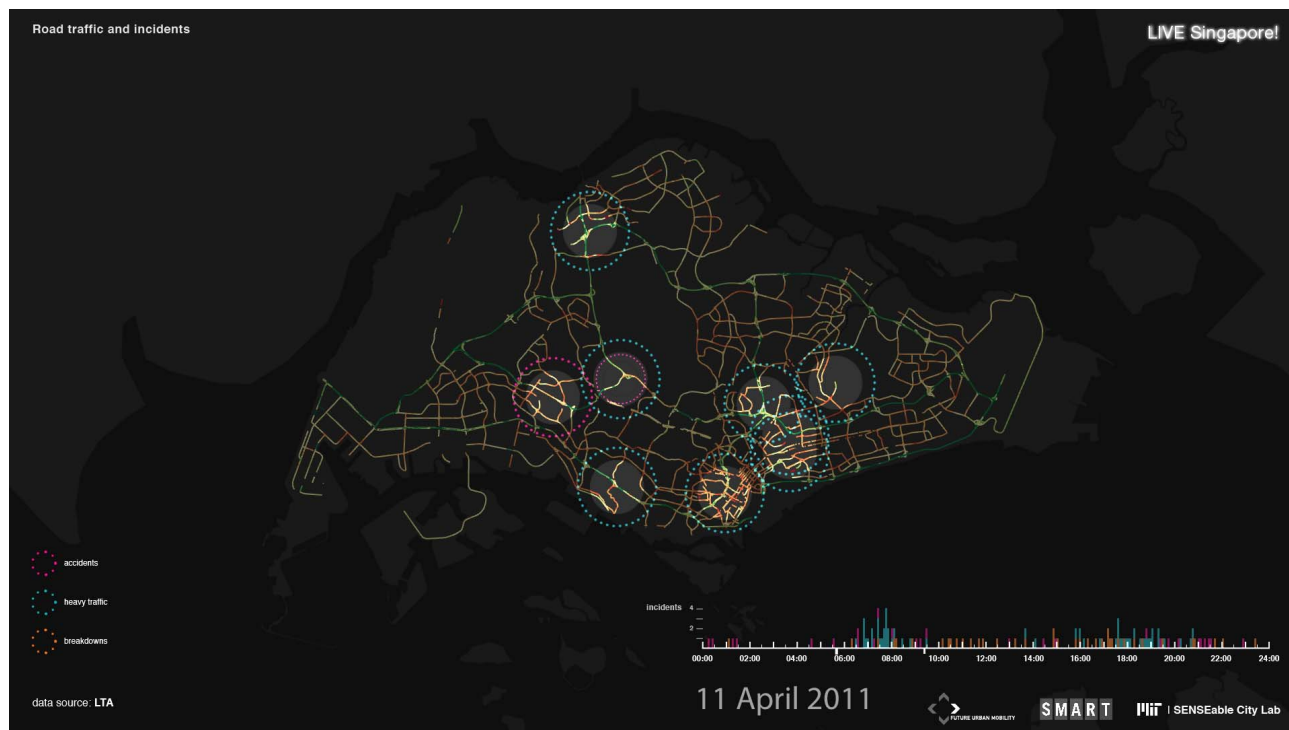 Road traffic and incidents
LIVE Singapore!
accidents
heavy traffic
breakdowns
incidents
4
2
00:00 02:00 04:00 06:00 08:00 10:00 12:00 14:00 16:00 18:00 20:00 22:00 24:00
data source: LTA
11 April 2011
FUTURE URBAN MOBILITY
SMART
MIT | SENSEable City Lab